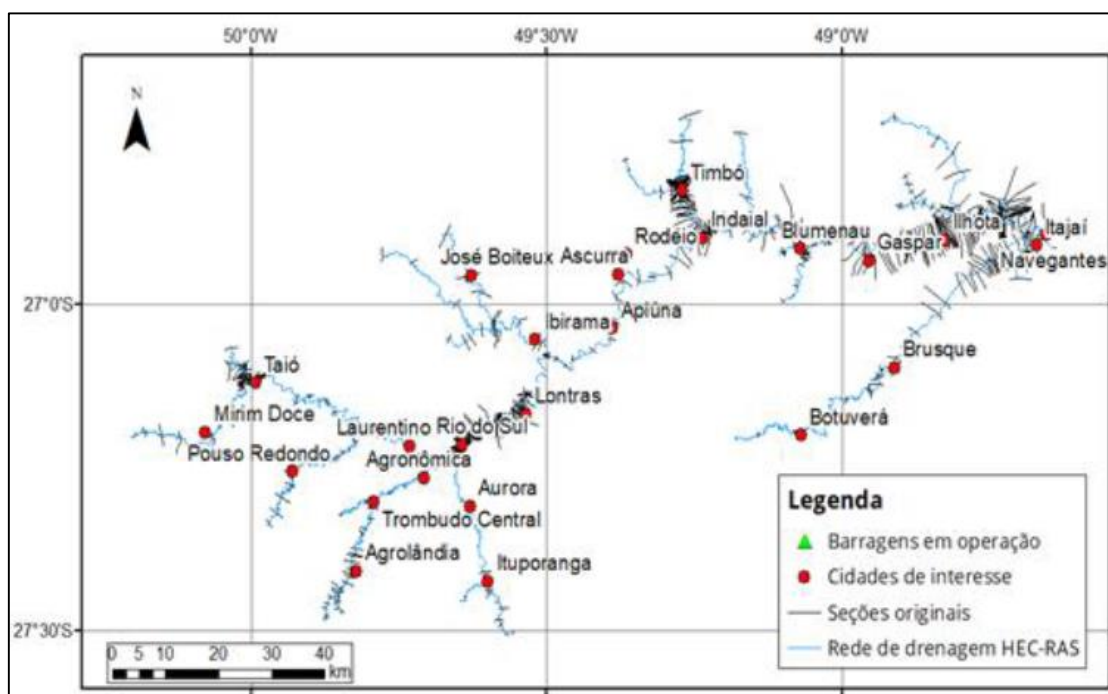 50°0'W 49°30'W 49°0'W
N
Timbó
Rodeio Indaial
Blumenau
Gaspar
Ilhota
Itajaí
Navegantes
José Boiteux Ascurra
27°0'S
Ibirama
Apiúna
Brusque
Taió
Lontras
Botuverá
Mirim Doce
Laurentino Rio do Sul
Pouso Redondo
Agronômica
Aurora
Trombudo Central
Agrolândia
Ituporanga
27°30'S
0 5 10 20 30 40
km
Legenda
Barragens em operação
Cidades de interesse
Seções originais
Rede de drenagem HEC-RAS